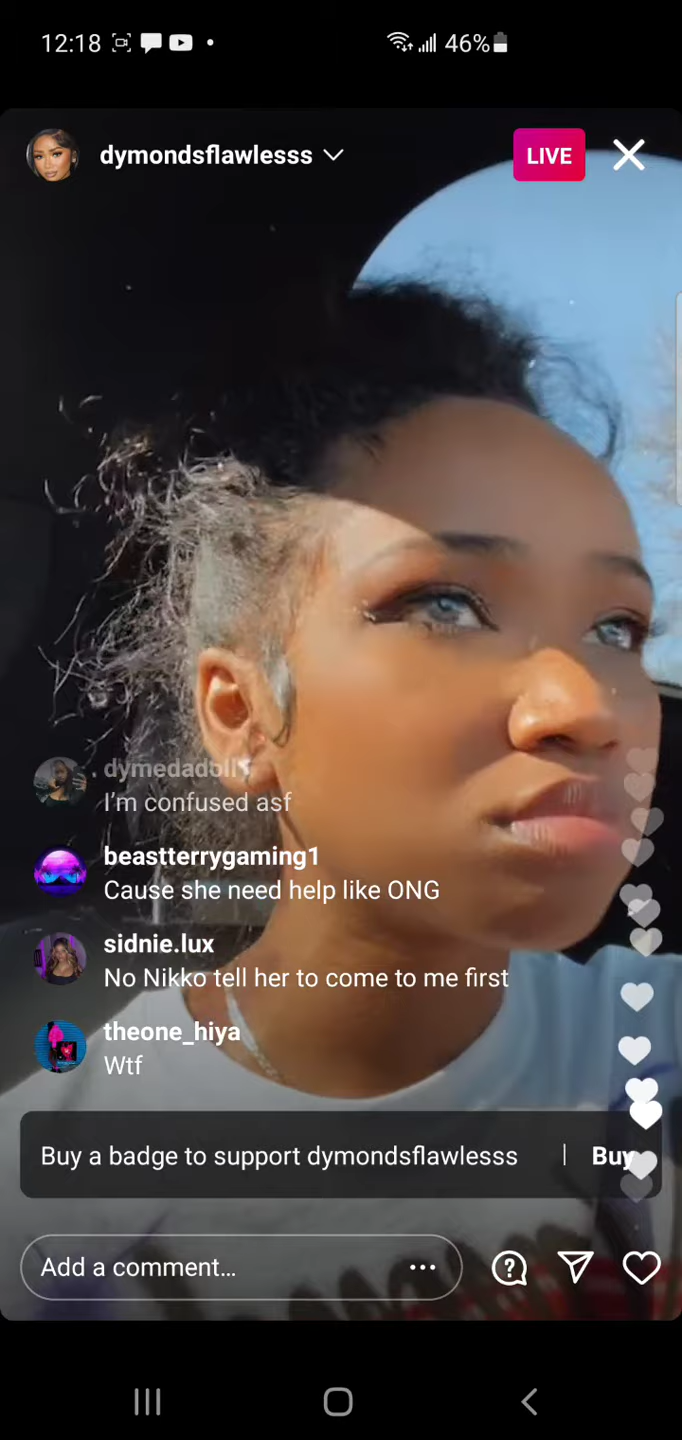 12:18
46%
dymondsflawlesss
LIVE
dymedadoll
I'm confused asf
beastterrygaming1
Cause she need help like ONG
sidnie.lux
No Nikko tell her to come to me first
theone_hiya
Wtf
Buy a badge to support dymondsflawlesss | Buy
Add a comment...